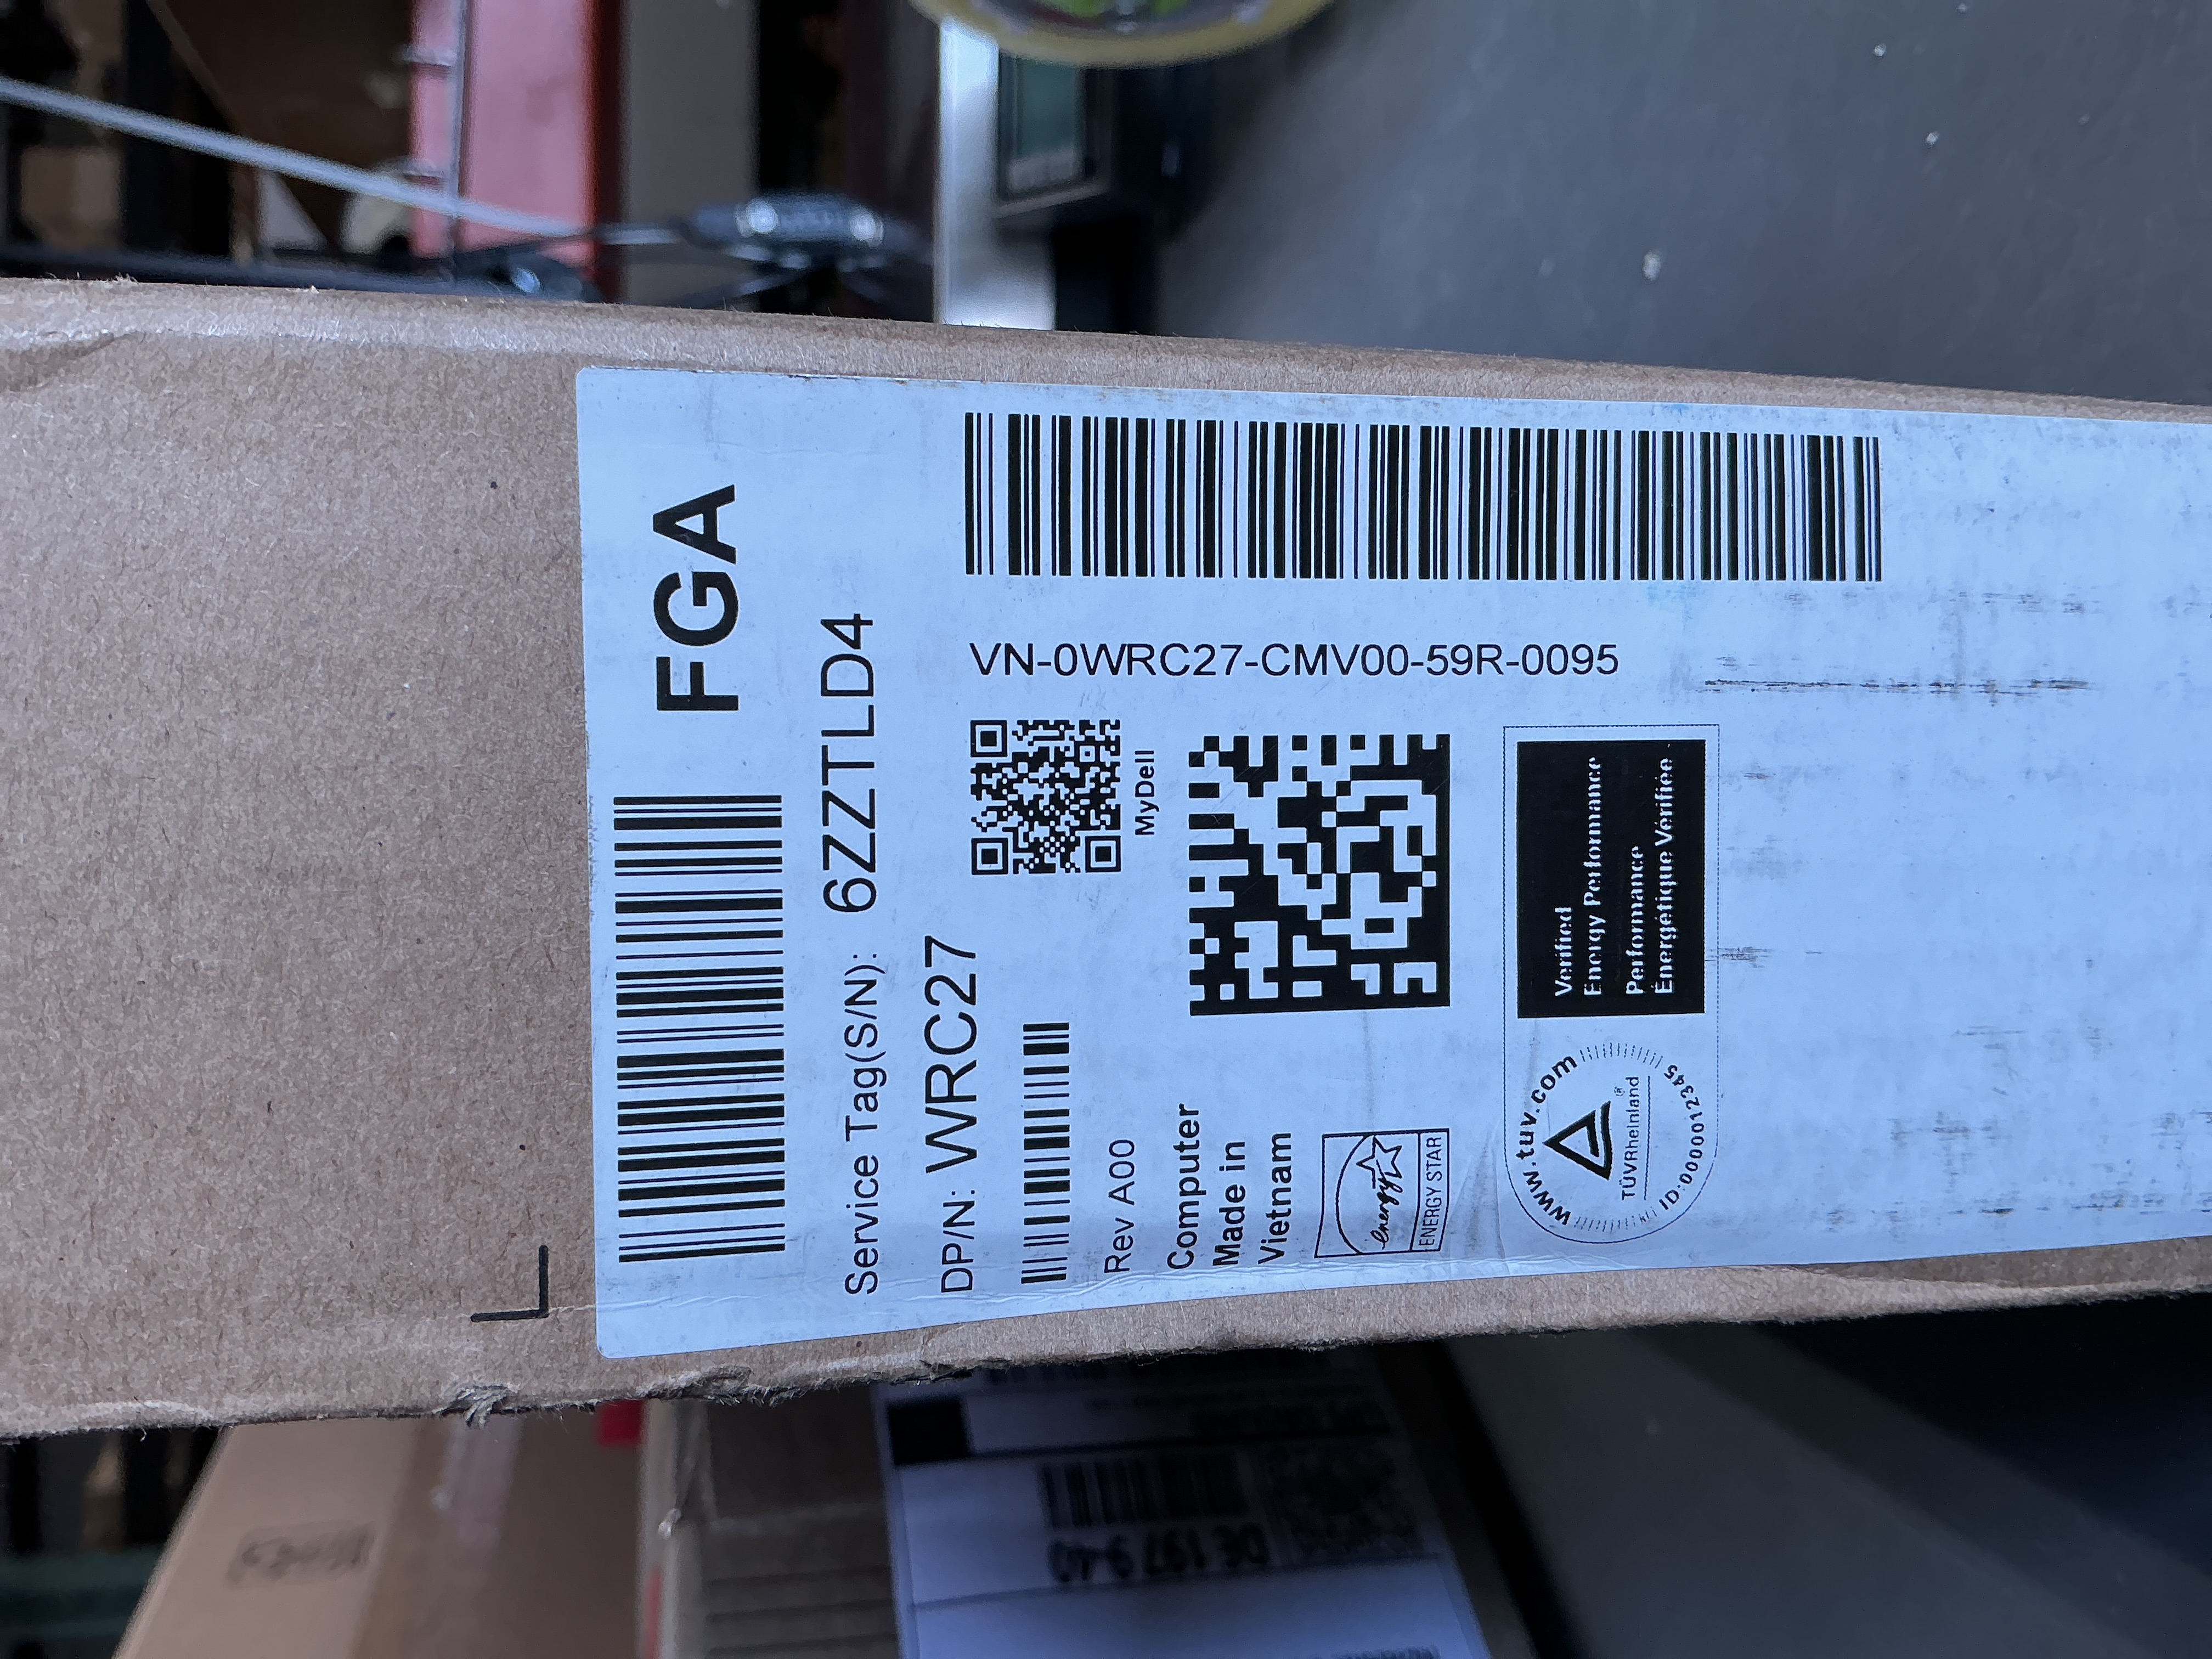 FGA
Service Tag(S/N): 6ZZTLD4
DP/N: WRC27
Rev A00
MyDell
VN-0WRC27-CMV00-59R-0095
Computer
Made in
Vietnam
energy
ENERGY STAR
www.tuv.com
TÜVRheinland®
ID:0000012345
Verified
Energy Performance
Performance
Énergétique Vérifiée